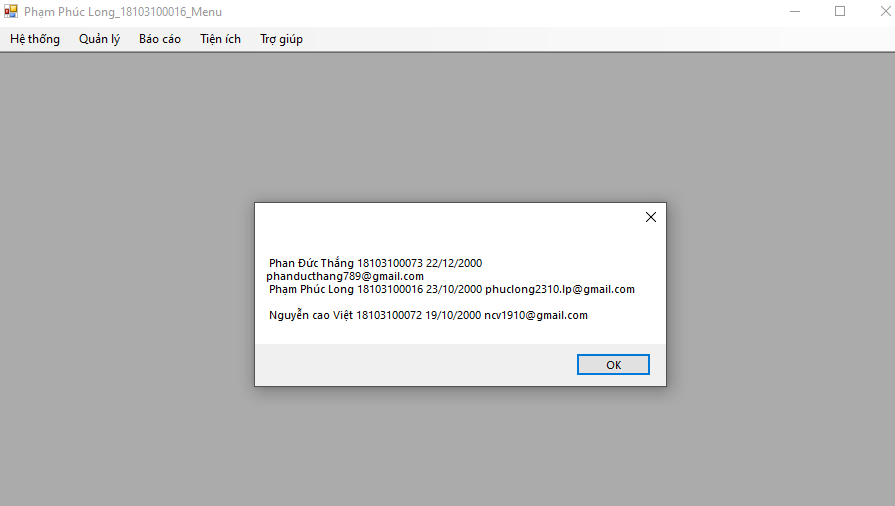 Phạm Phúc Long_18103100016_Menu
Hệ thống Quản lý Báo cáo Tiện ích Trợ giúp
Phan Đức Thắng 18103100073 22/12/2000
phanducthang789@gmail.com
Phạm Phúc Long 18103100016 23/10/2000 phuclong2310.lp@gmail.com
Nguyễn cao Việt 18103100072 19/10/2000 ncv1910@gmail.com
OK